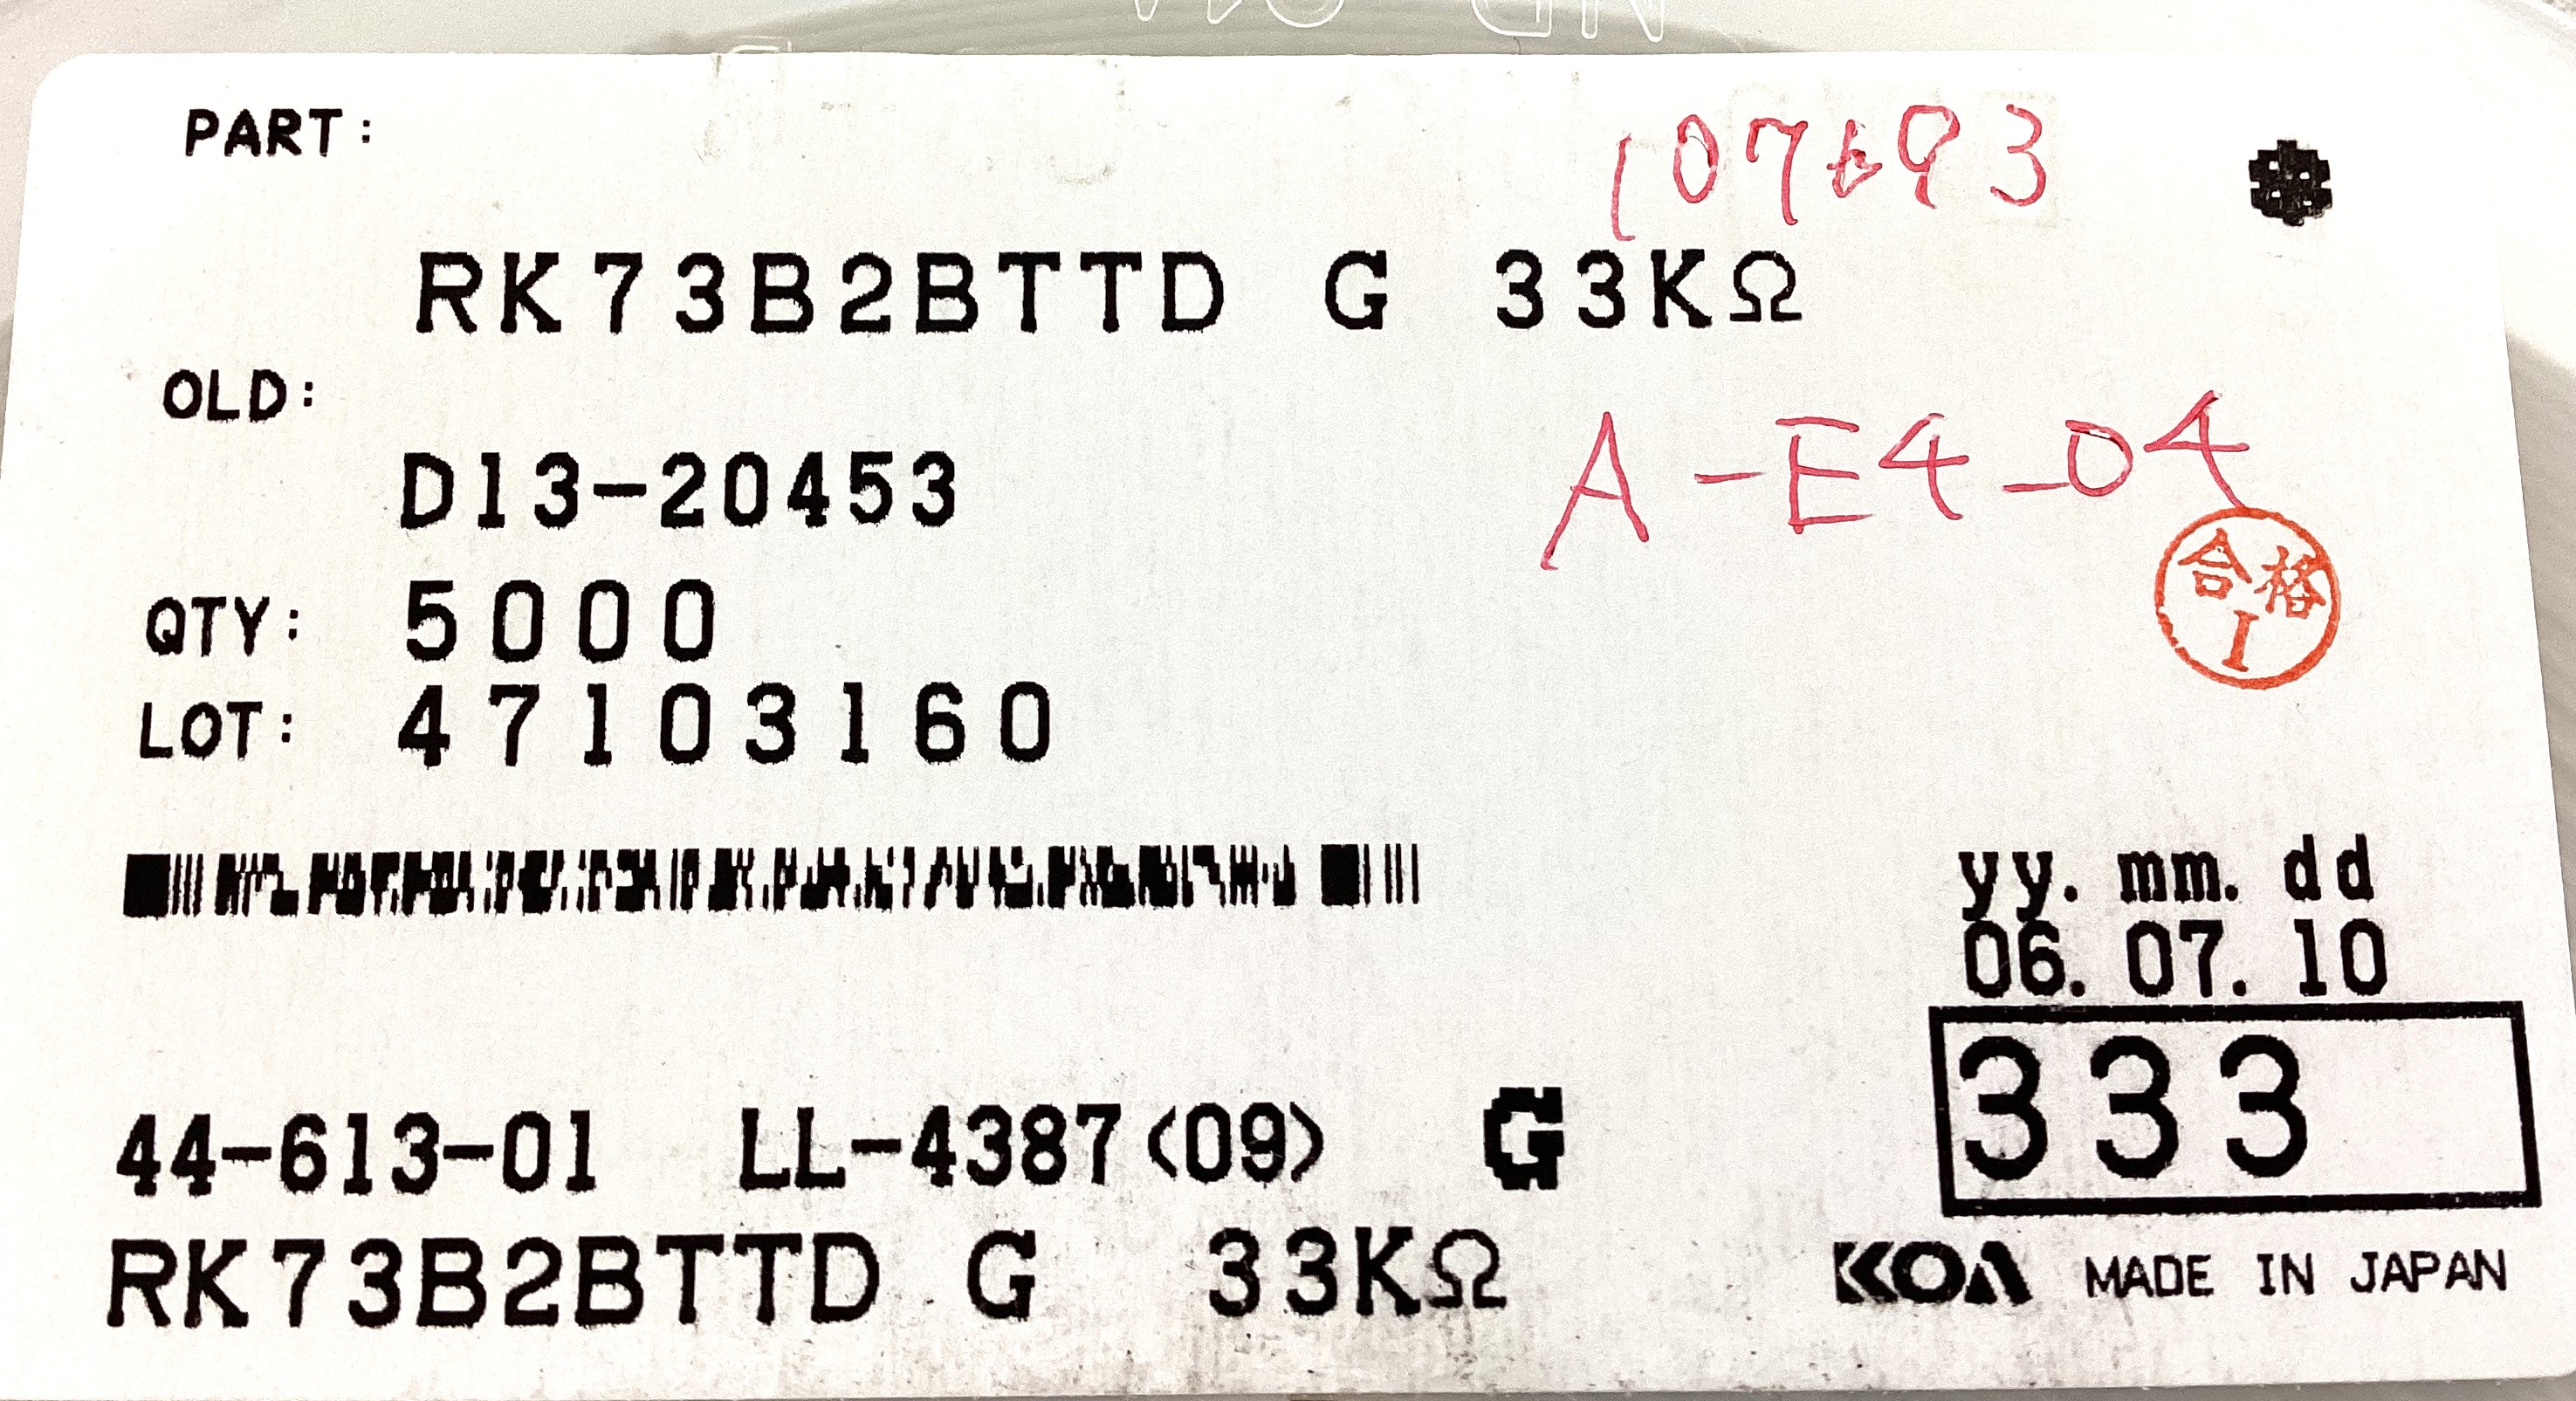 PART:
107693
RK73B2BTTD G 33KΩ
OLD:
A-E4-04
D13-20453
合格
I
QTY: 5000
LOT: 47103160
yy. mm. dd
06. 07. 10
333
44-613-01 LL-4387<09> G
RK73B2BTTD G 33KΩ
KOA MADE IN JAPAN